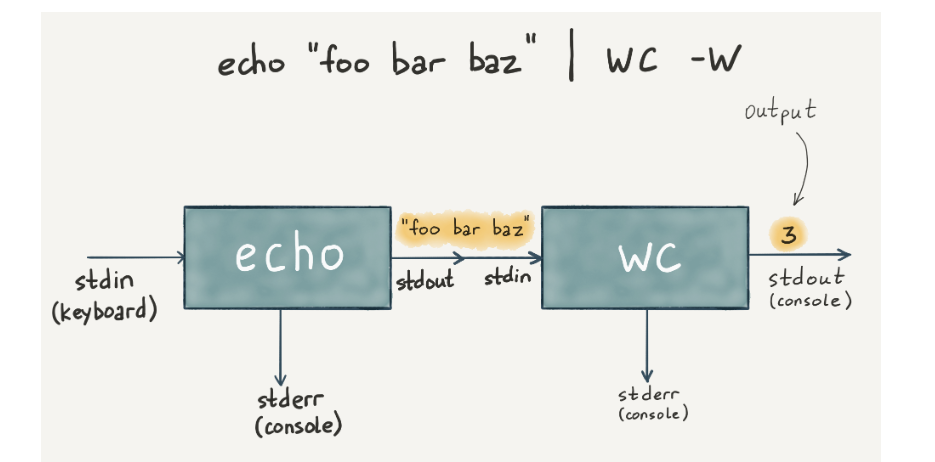 echo "foo bar baz" | wc -w
output
"foo bar baz"
3
echo
wc
stdin
(keyboard)
stdout
stdin
stdout
(console)
stderr
(console)
stderr
(console)